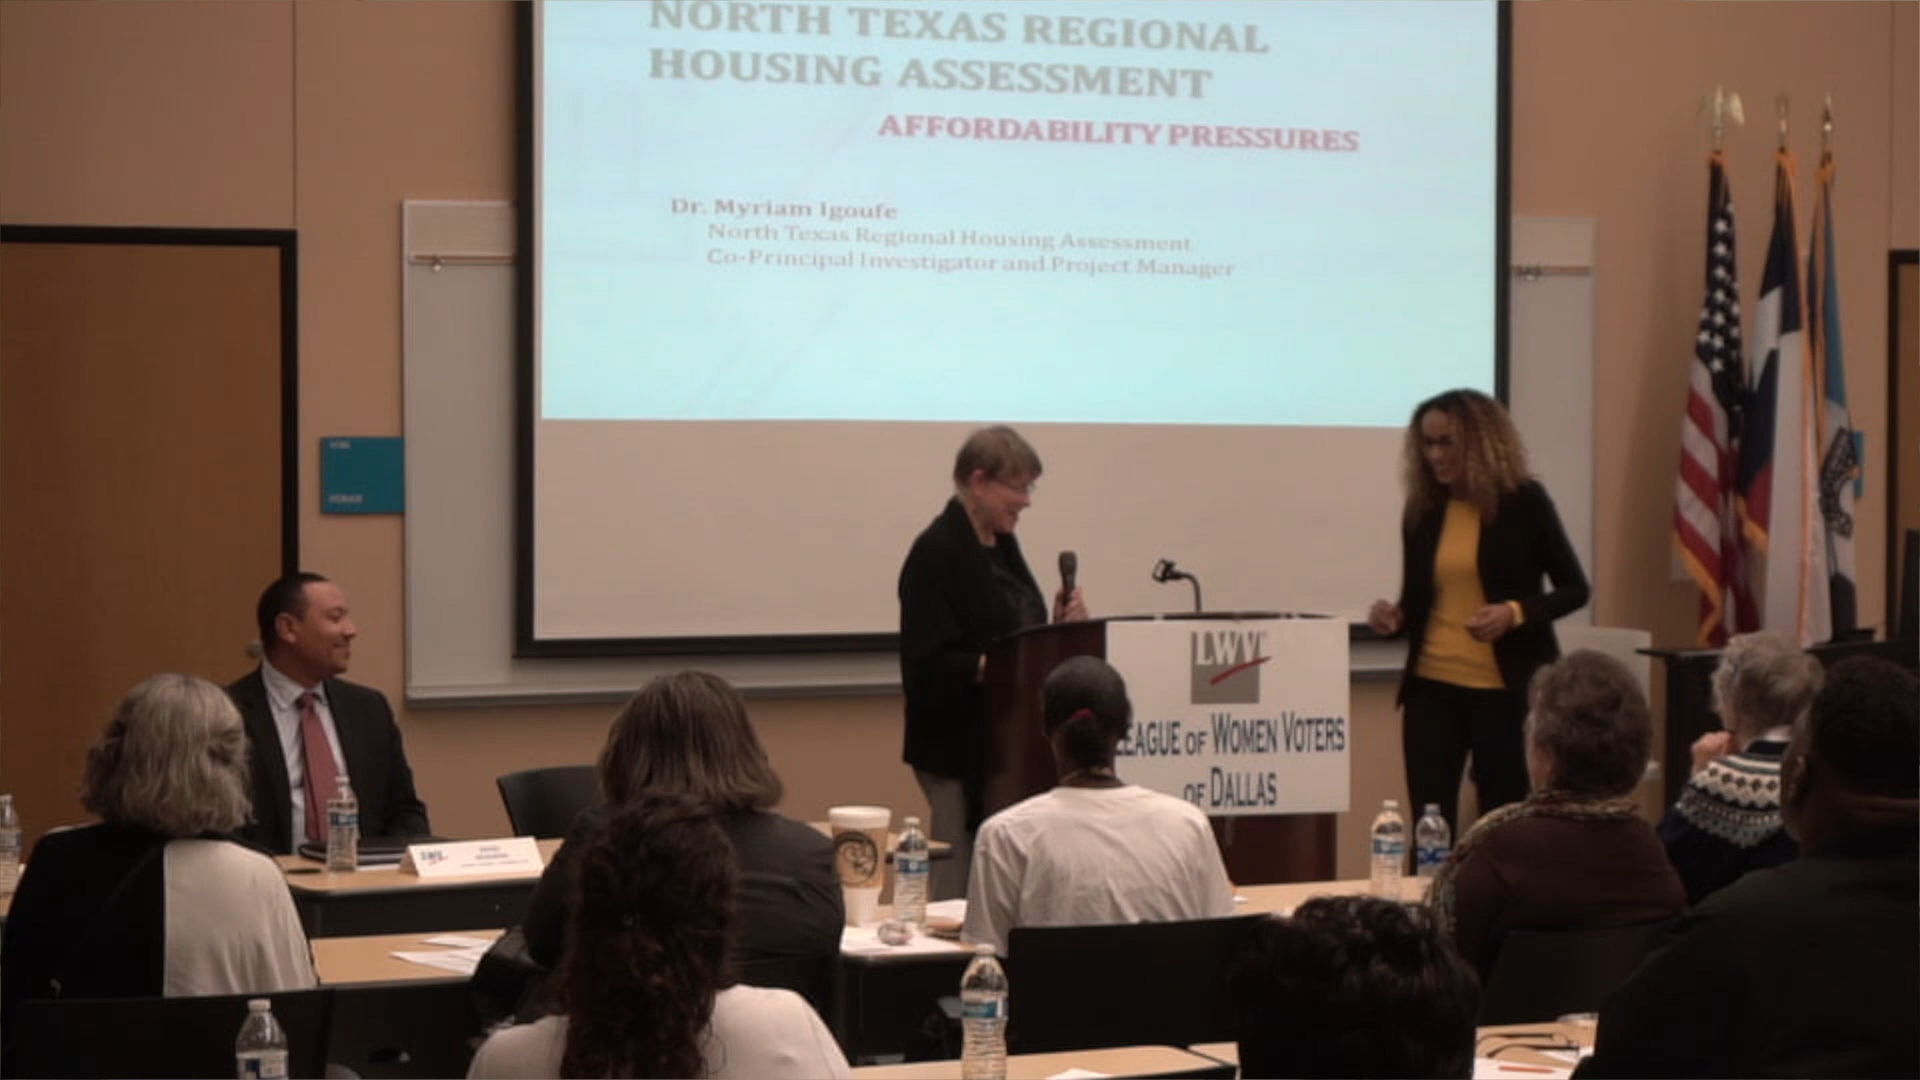 NORTH TEXAS REGIONAL
HOUSING ASSESSMENT
AFFORDABILITY PRESSURES
Dr. Myriam Igoufe
North Texas Regional Housing Assessment
Co-Principal Investigator and Project Manager
LWV
LEAGUE OF WOMEN VOTERS
OF DALLAS